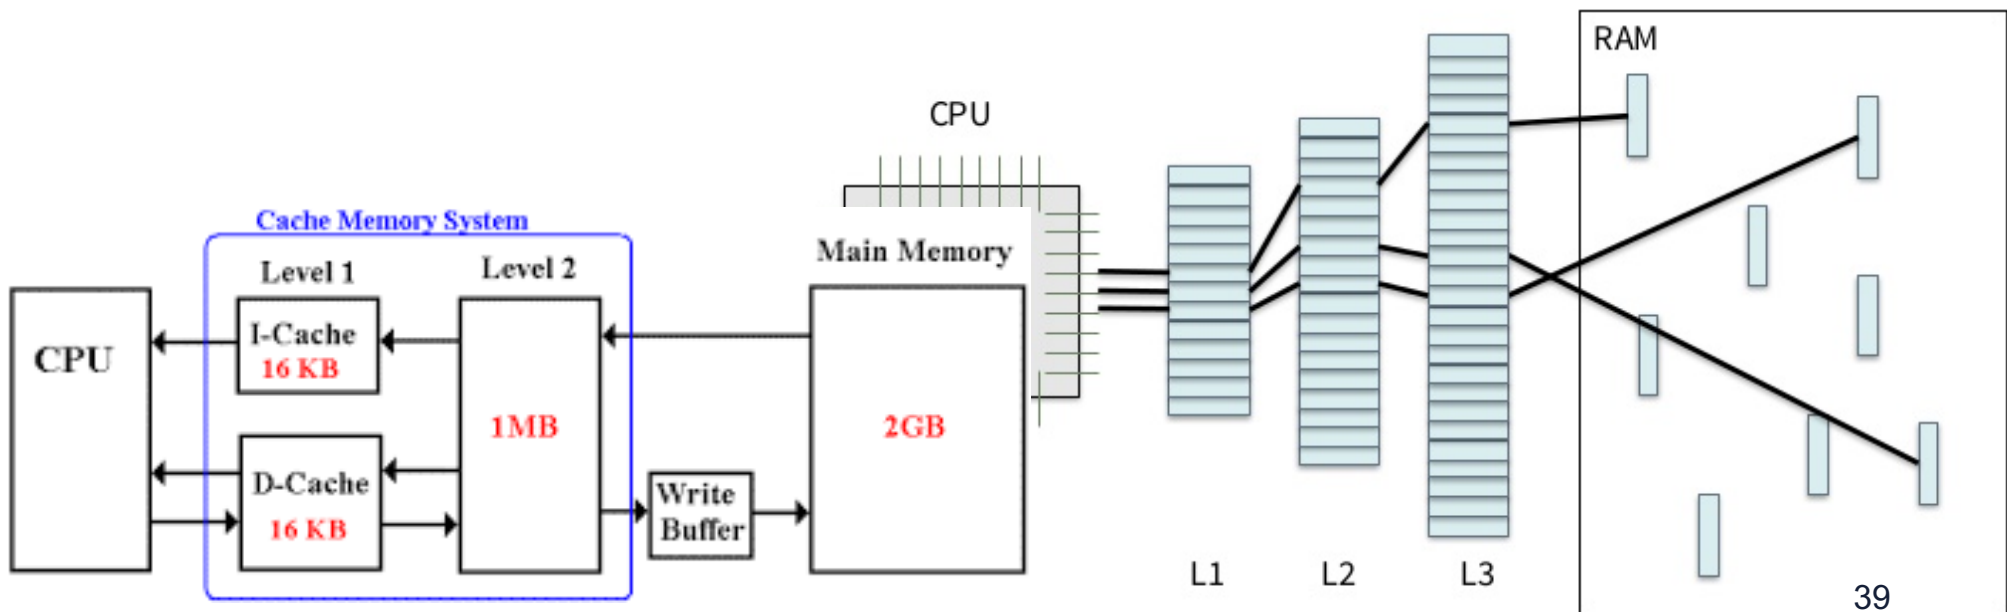 Cache Memory System
Level 1
Level 2
CPU
I-Cache
16 KB
D-Cache
16 KB
1MB
Write
Buffer
Main Memory
2GB
CPU
L1
L2
L3
RAM
39